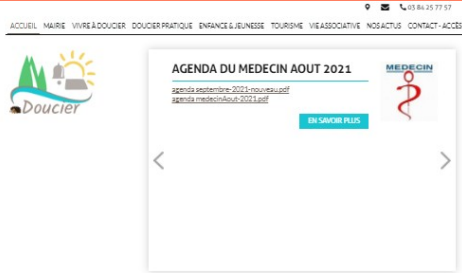 03 84 25 77 57
ACCUEIL MAIRIE VIVRE À DOUCIER DOUCIER PRATIQUE ENFANCE & JEUNESSE TOURISME VIE ASSOCIATIVE NOS ACTUS CONTACT - ACCÈS
Doucier
AGENDA DU MEDECIN AOUT 2021
MEDECIN
agenda septembre-2021-nouveau.pdf
agenda medecinAout-2021.pdf
EN SAVOIR PLUS